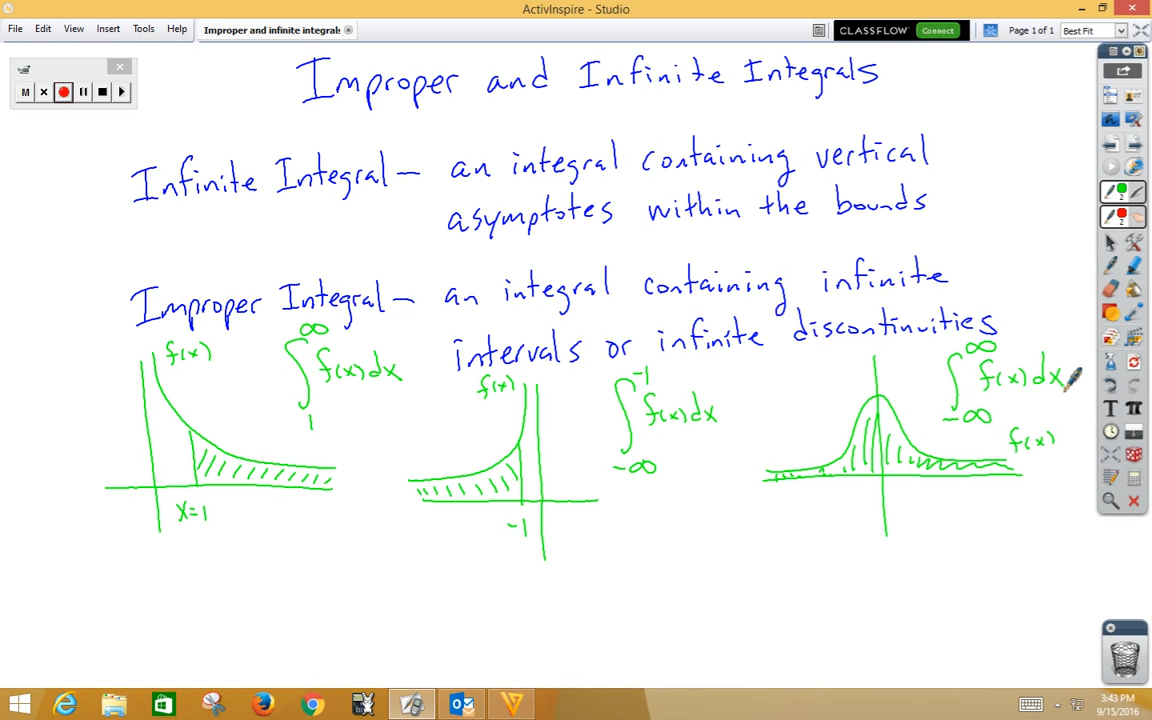 ActivInspire - Studio
File Edit View Insert Tools Help
Improper and infinite integrals
CLASSFLOW Connect
Page 1 of 1 Best Fit
M
Improper and Infinite Integrals
Infinite Integral – an integral containing vertical
asymptotes within the bounds
Improper Integral – an integral containing infinite
intervals or infinite discontinuities
f(x)
∫₁^∞ f(x)dx
x=1
f(x)
∫_{-∞}^{-1} f(x)dx
-1
∫_{-∞}^{∞} f(x)dx
f(x)
2
2
3:43 PM
9/15/2016